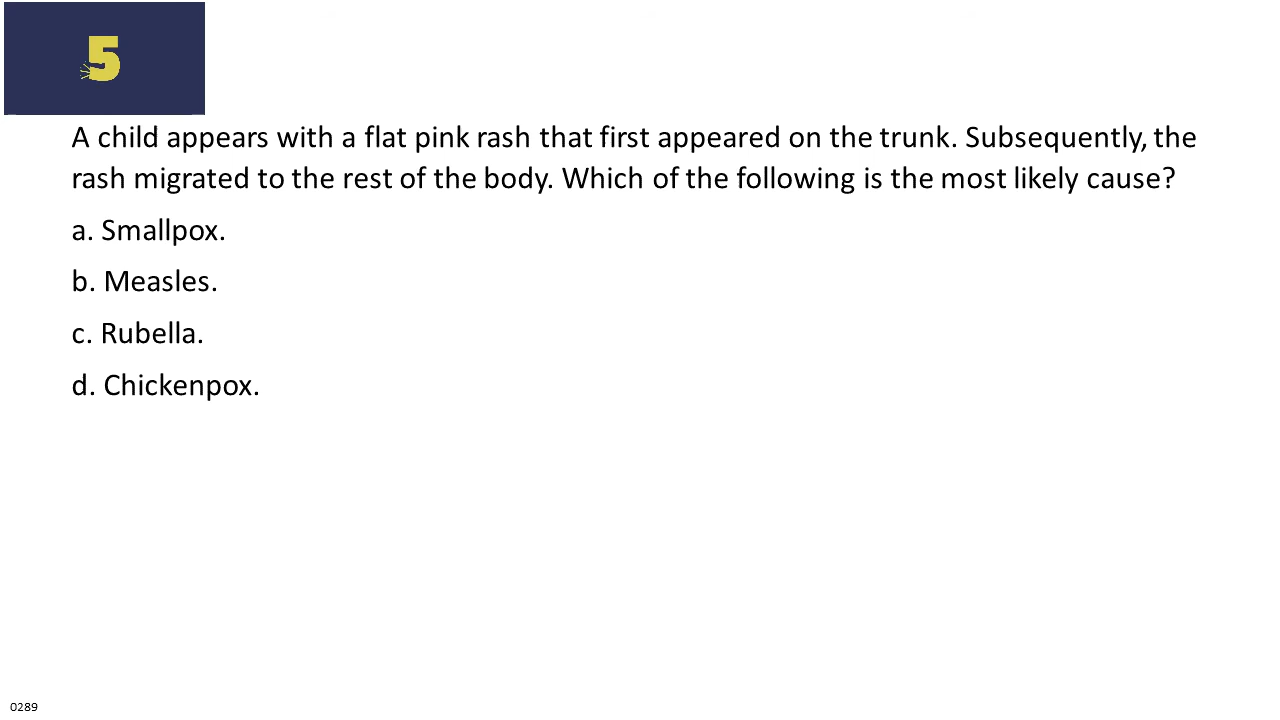 5
A child appears with a flat pink rash that first appeared on the trunk. Subsequently, the
rash migrated to the rest of the body. Which of the following is the most likely cause?
a. Smallpox.
b. Measles.
c. Rubella.
d. Chickenpox.
0289